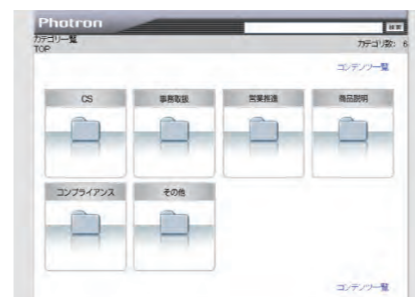 Photron
検索
カテゴリ一覧
カテゴリ数: 6
TOP
コンテンツ一覧
CS
事務取扱
営業推進
商品説明
コンプライアンス
その他
コンテンツ一覧